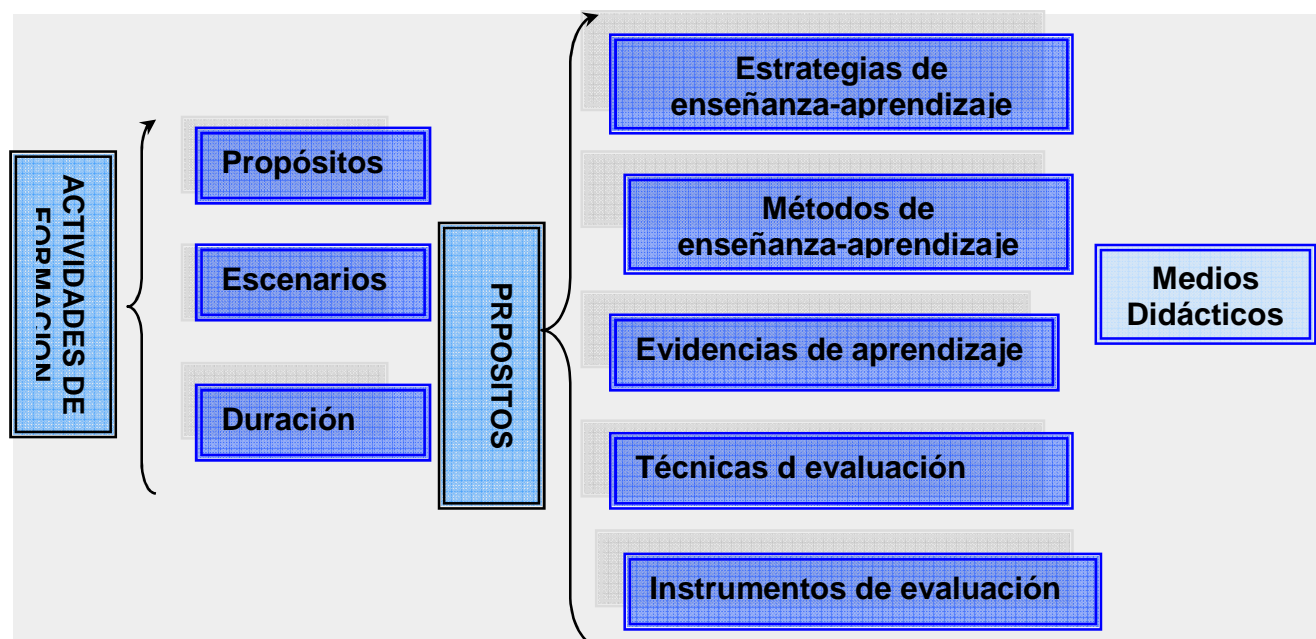 ACTIVIDADES DE
FORMACION
Propósitos
Escenarios
Duración
PRPOSITOS
Estrategias de
enseñanza-aprendizaje
Métodos de
enseñanza-aprendizaje
Evidencias de aprendizaje
Técnicas d evaluación
Instrumentos de evaluación
Medios
Didácticos